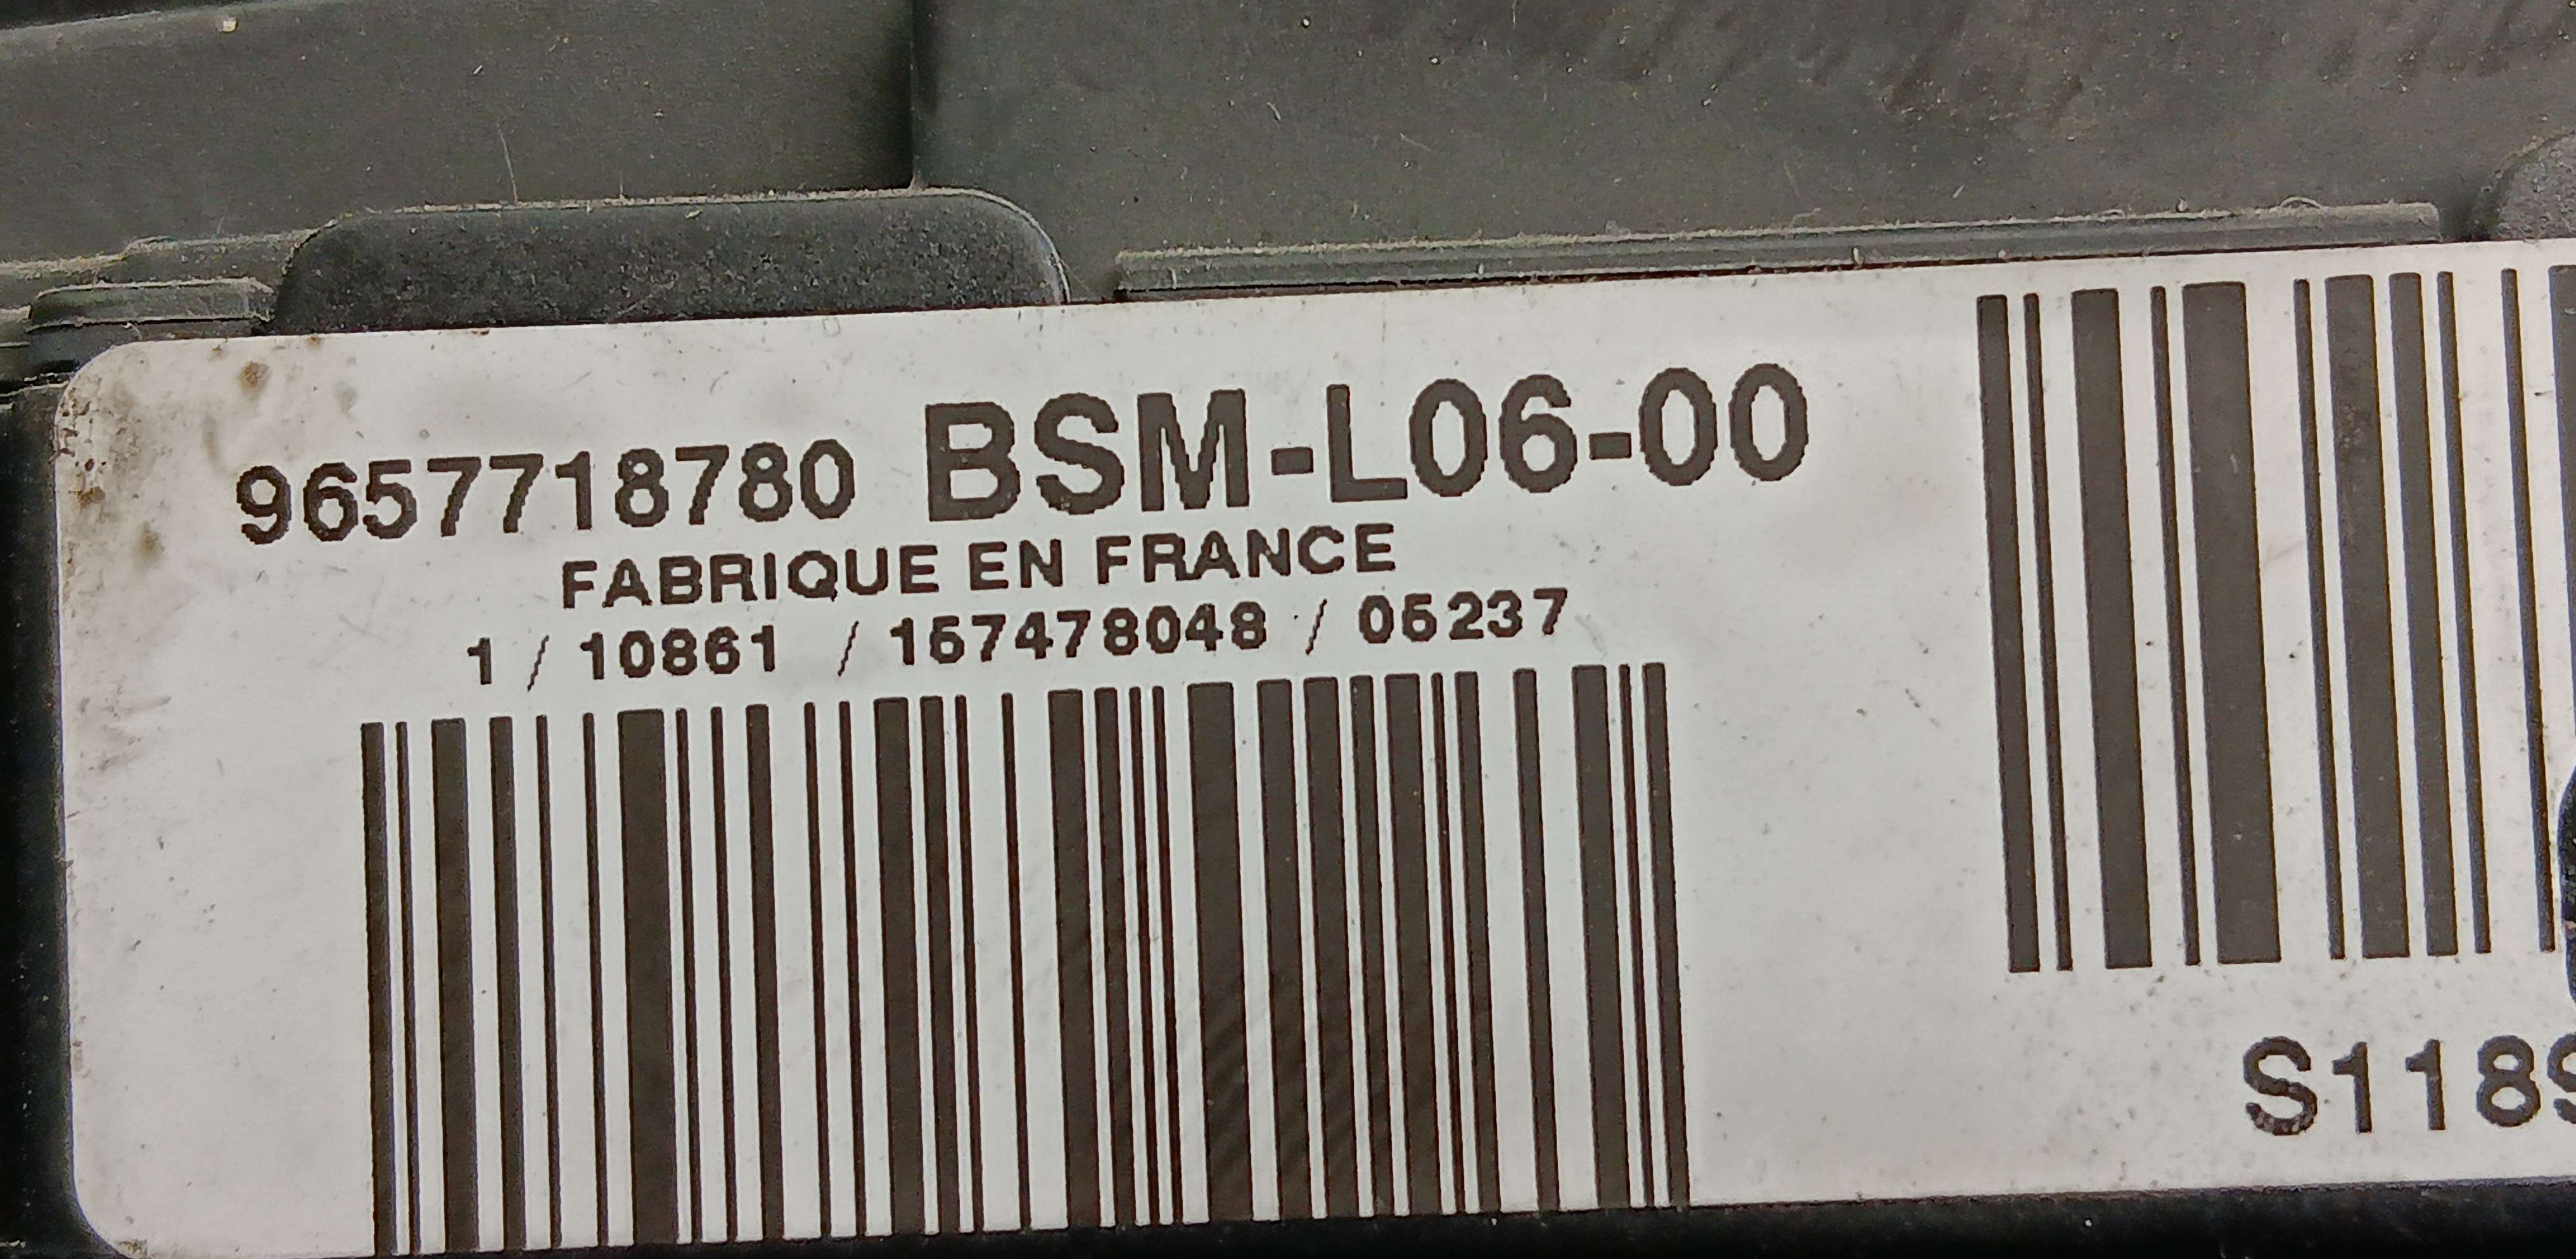 9657718780 BSM-L06-00
FABRIQUE EN FRANCE
1 / 10861 / 157478048 / 05237